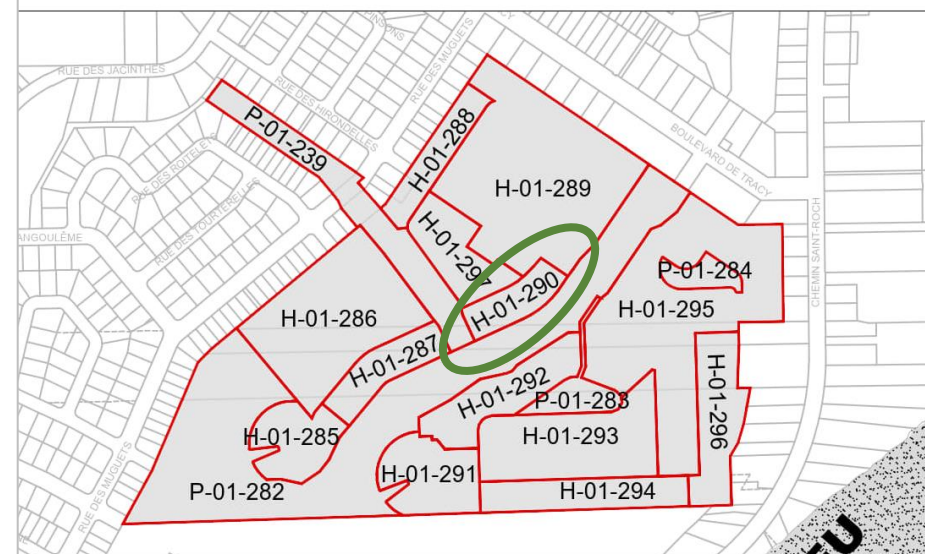 PINSONS
TRACY
RUE DES JACINTHES
RUE DES MUGUETS
RUE DES HIRONDELLES
P-01-239
H-01-288
BOULEVARD DE TRACY
RUE DES ROITELETS
H-01-289
RUE DES TOURTERELLES
ANGOULÊME
H-01-297
CHEMIN SAINT-ROCH
P-01-284
H-01-290
H-01-295
H-01-286
H-01-287
H-01-292
H-01-296
P-01-283
H-01-285
H-01-293
H-01-291
P-01-282
H-01-294
RUE DES MUGUETS